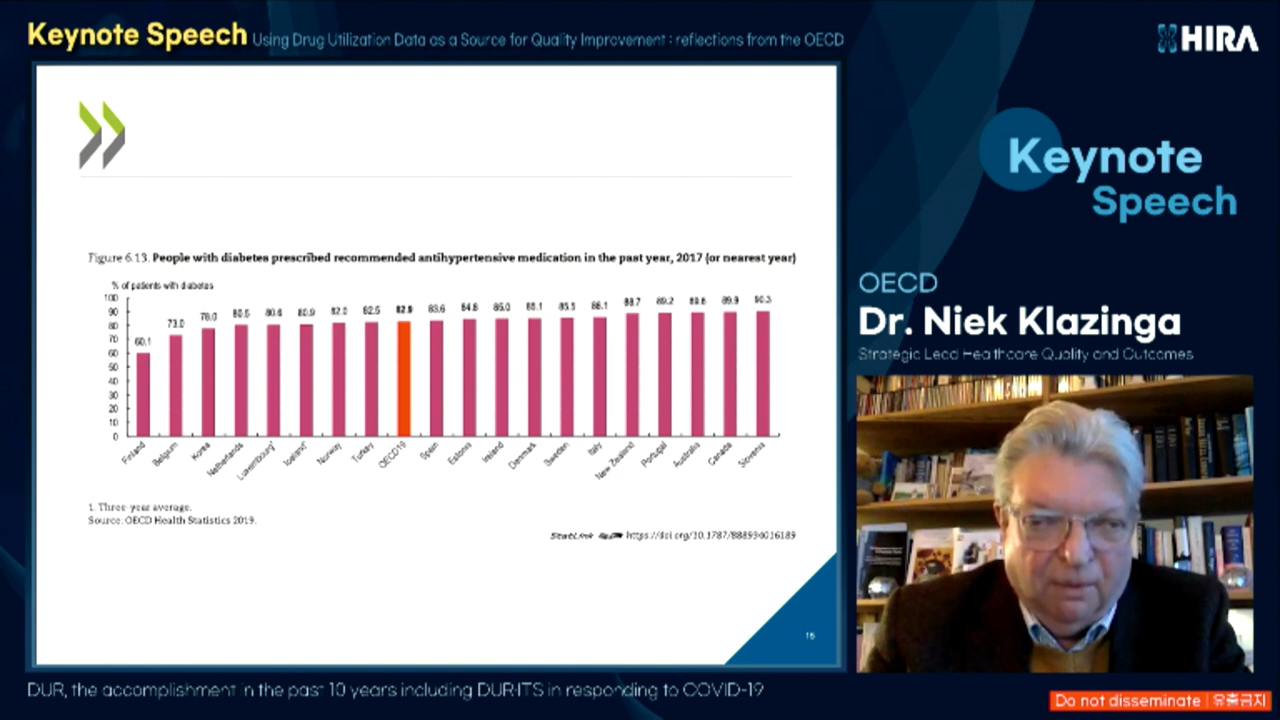 Keynote Speech Using Drug Utilization Data as a Source for Quality Improvement : reflections from the OECD
HIRA
Keynote
Speech
Figure 6.13. People with diabetes prescribed recommended antihypertensive medication in the past year, 2017 (or nearest year)
% of patients with diabetes
100
90
80
70
60
50
40
30
20
10
0
60.1 73.0 78.0 80.5 80.6 80.9 82.0 82.5 82.9 83.6 84.8 85.0 85.1 85.5 86.1 88.7 89.2 89.8 89.9 90.3
Finland Belgium Korea Netherlands Luxembourg¹ Iceland¹ Norway Turkey OECD19 Spain Estonia Ireland Denmark Sweden Italy New Zealand Portugal Australia Canada Slovenia
1. Three-year average.
Source: OECD Health Statistics 2019.
StatLink https://doi.org/10.1787/888934016189
16
OECD
Dr. Niek Klazinga
Strategic Lead Healthcare Quality and Outcomes
DUR, the accomplishment in the past 10 years including DUR·ITS in responding to COVID-19
Do not disseminate | 유출금지